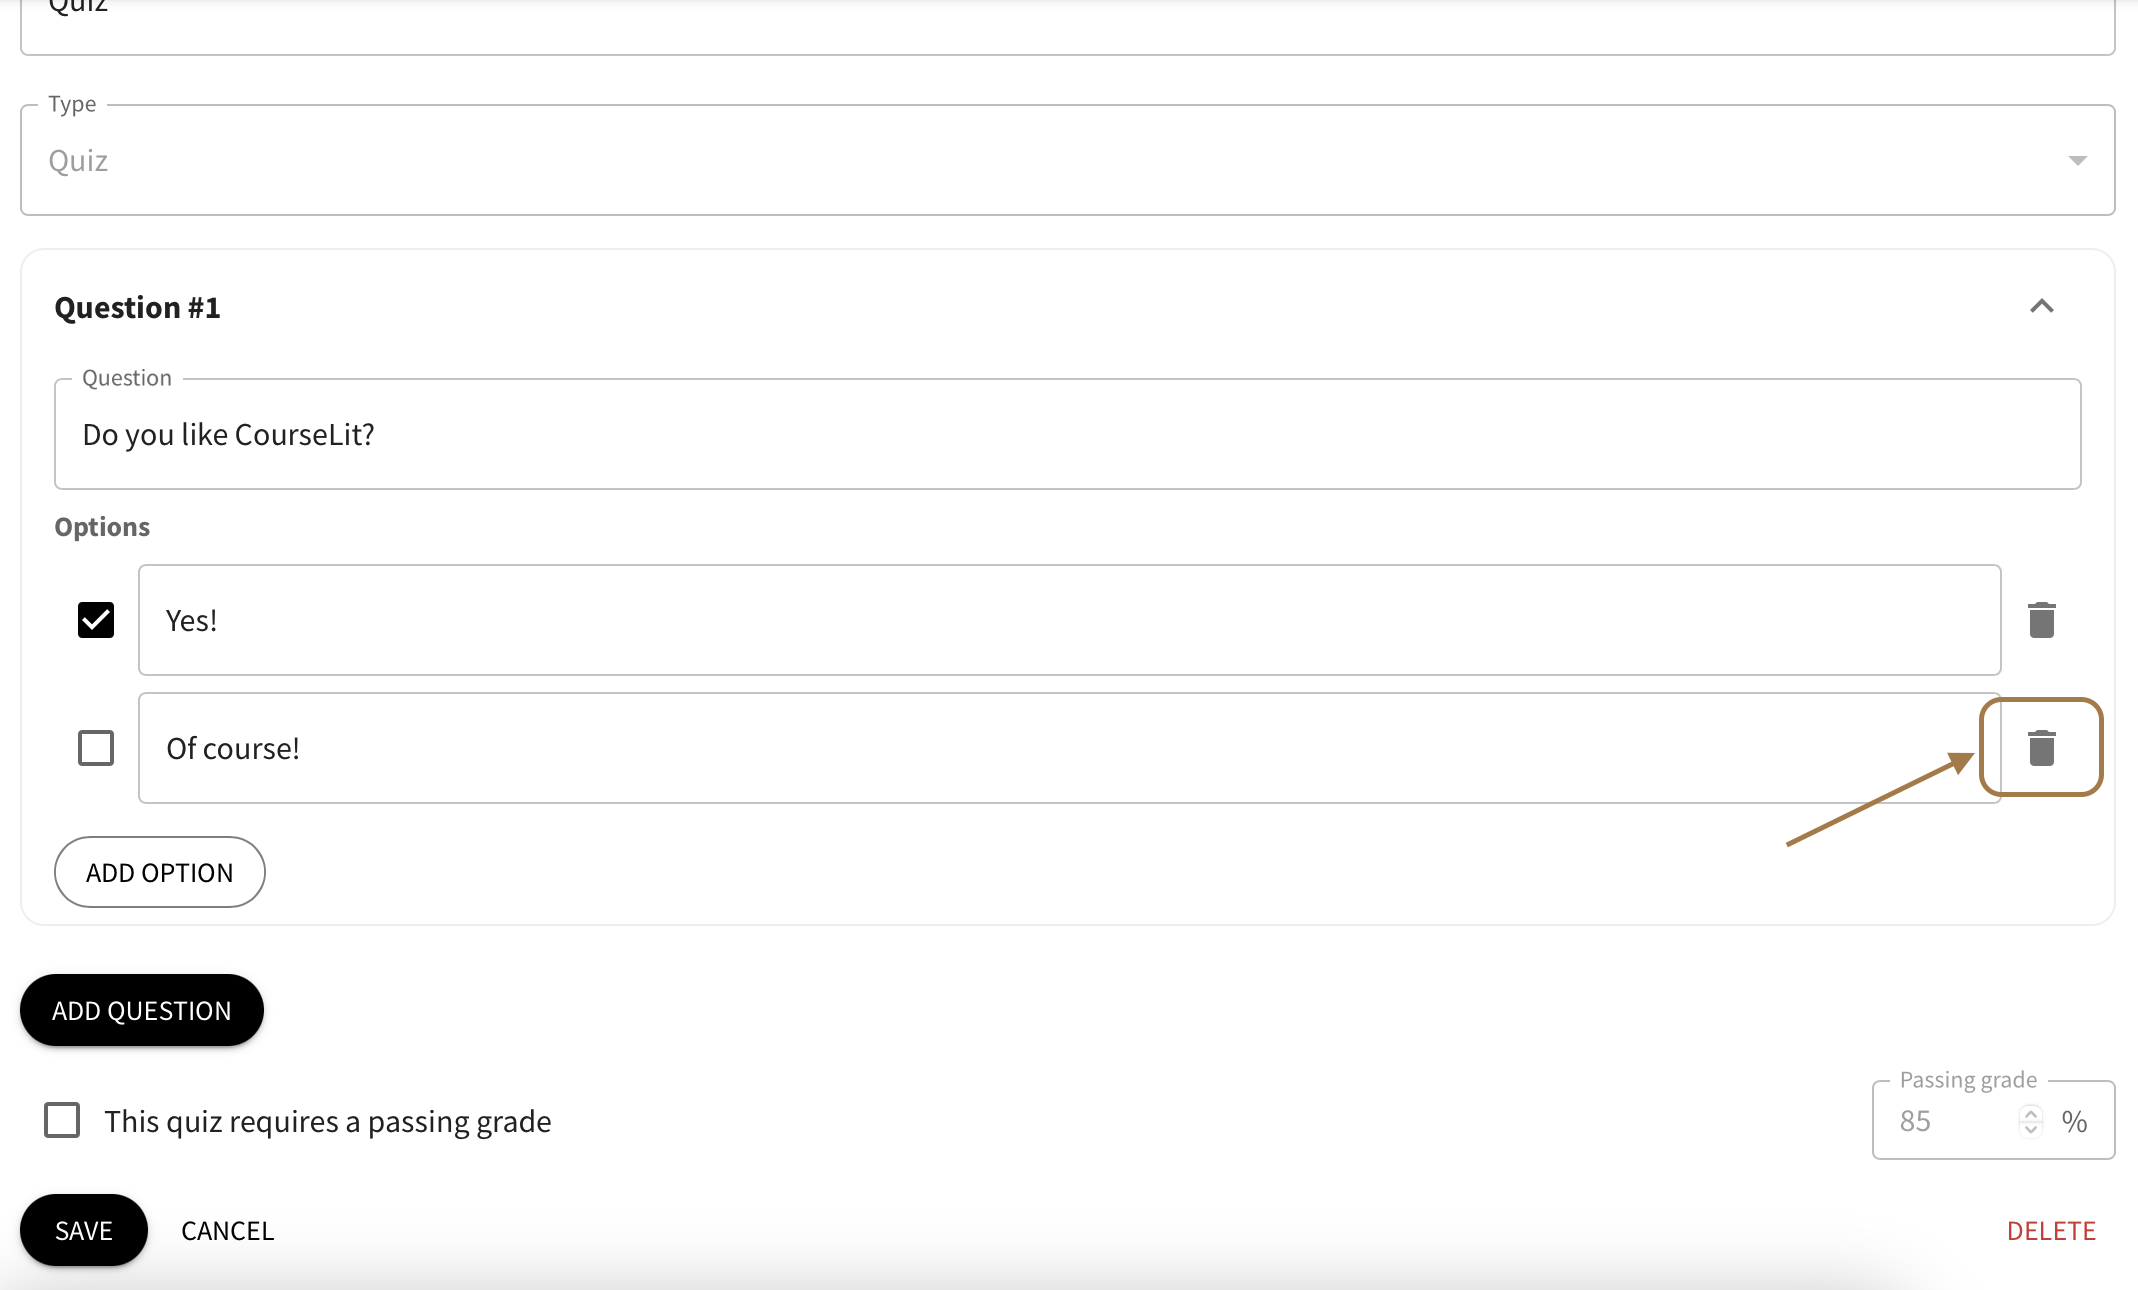 Quiz
Type
Quiz
Question #1
Question
Do you like CourseLit?
Options
Yes!
Of course!
ADD OPTION
ADD QUESTION
This quiz requires a passing grade
Passing grade
85 %
SAVE CANCEL DELETE